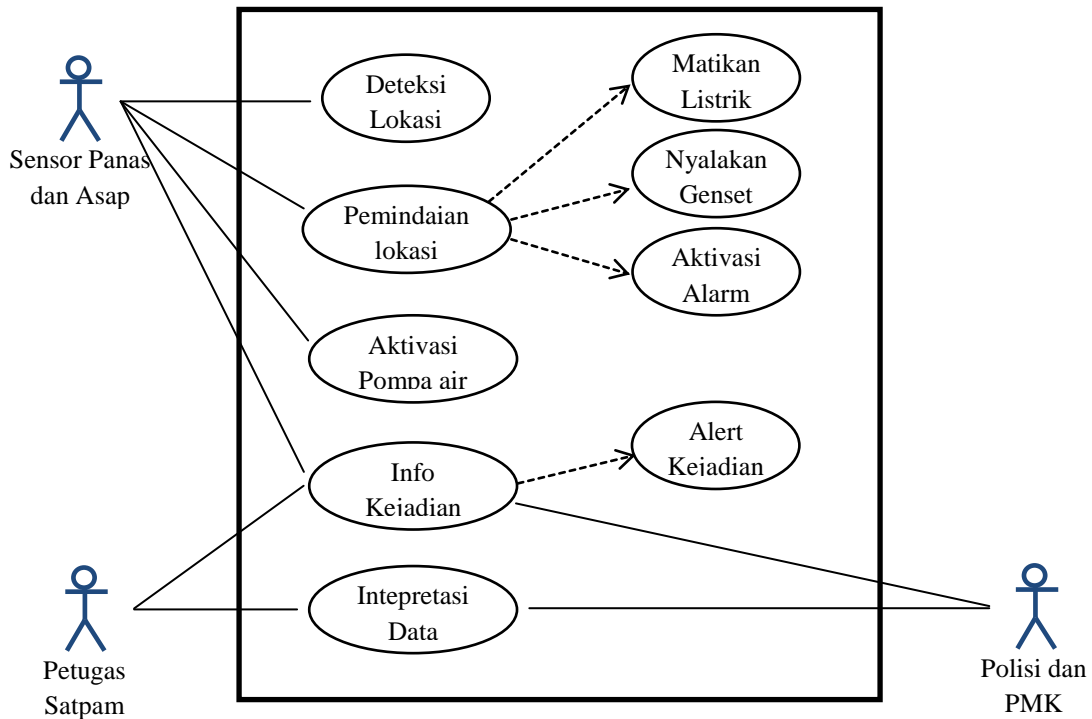 Sensor Panas
dan Asap
Deteksi
Lokasi
Pemindaian
lokasi
Aktivasi
Pompa air
Info
Kejadian
Intepretasi
Data
Matikan
Listrik
Nyalakan
Genset
Aktivasi
Alarm
Alert
Kejadian
Petugas
Satpam
Polisi dan
PMK